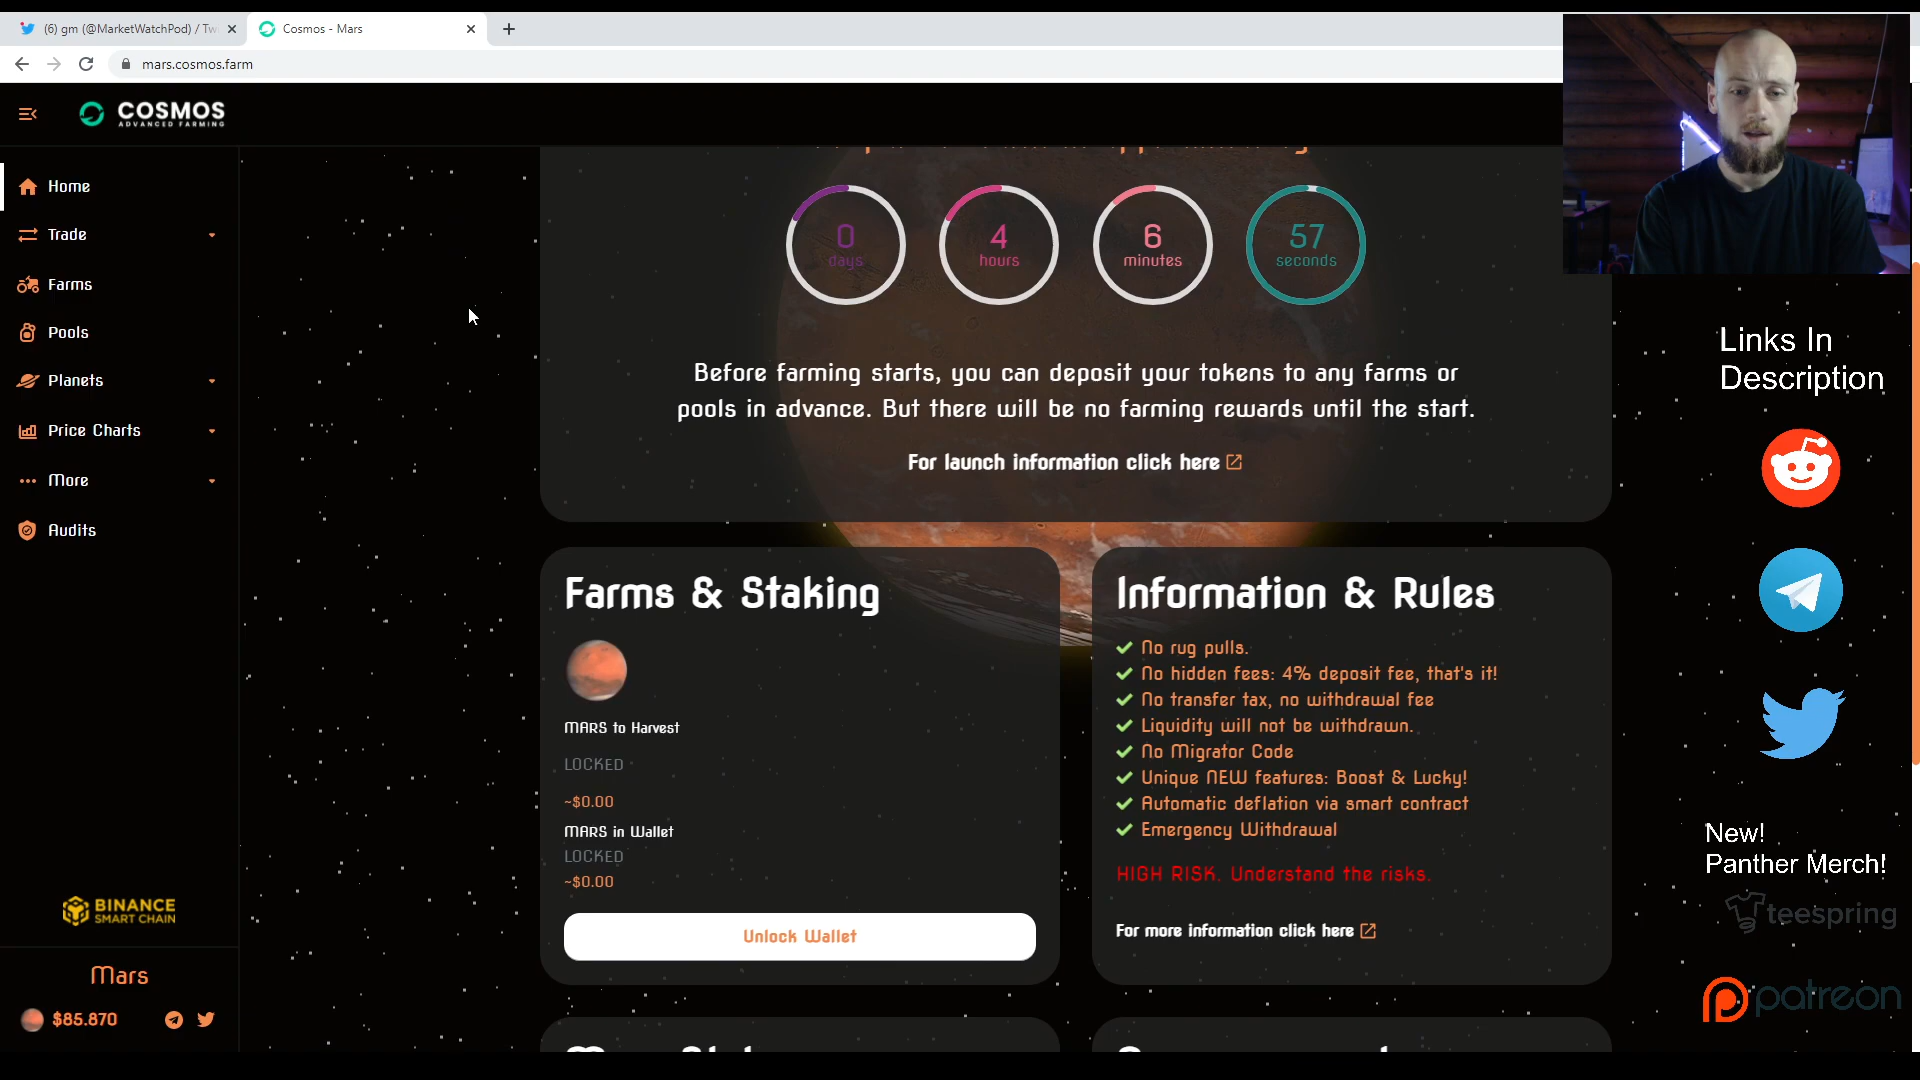 (6) gm (@MarketWatchPod) / Tw
Cosmos - Mars
mars.cosmos.farm
COSMOS
ADVANCED FARMING
Home
Trade
Farms
Pools
Planets
Price Charts
More
Audits
BINANCE
SMART CHAIN
Mars
$85.870
0
days
4
hours
6
minutes
57
seconds
Before farming starts, you can deposit your tokens to any farms or
pools in advance. But there will be no farming rewards until the start.
For launch information click here
Farms & Staking
MARS to Harvest
LOCKED
~$0.00
MARS in Wallet
LOCKED
~$0.00
Unlock Wallet
Information & Rules
No rug pulls.
No hidden fees: 4% deposit fee, that's it!
No transfer tax, no withdrawal fee
Liquidity will not be withdrawn.
No Migrator Code
Unique NEW features: Boost & Lucky!
Automatic deflation via smart contract
Emergency Withdrawal
HIGH RISK. Understand the risks.
For more information click here
Links In
Description
New!
Panther Merch!
teespring
patreon